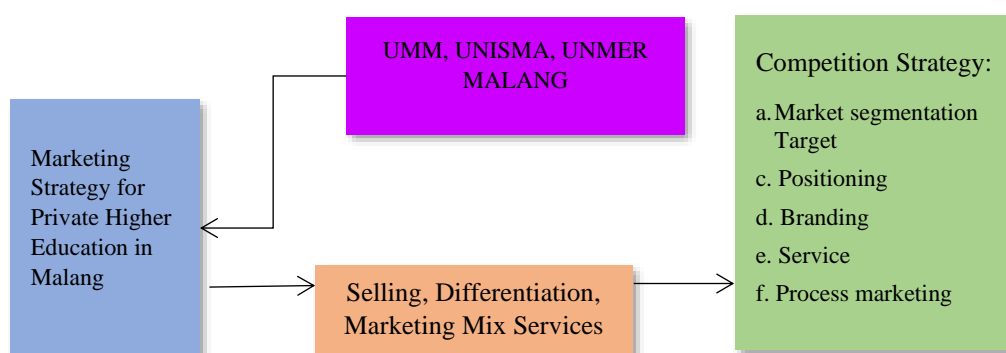 UMM, UNISMA, UNMER
MALANG
Marketing
Strategy for
Private Higher
Education in
Malang
Selling, Differentiation,
Marketing Mix Services
Competition Strategy:
a. Market segmentation
Target
c. Positioning
d. Branding
e. Service
f. Process marketing